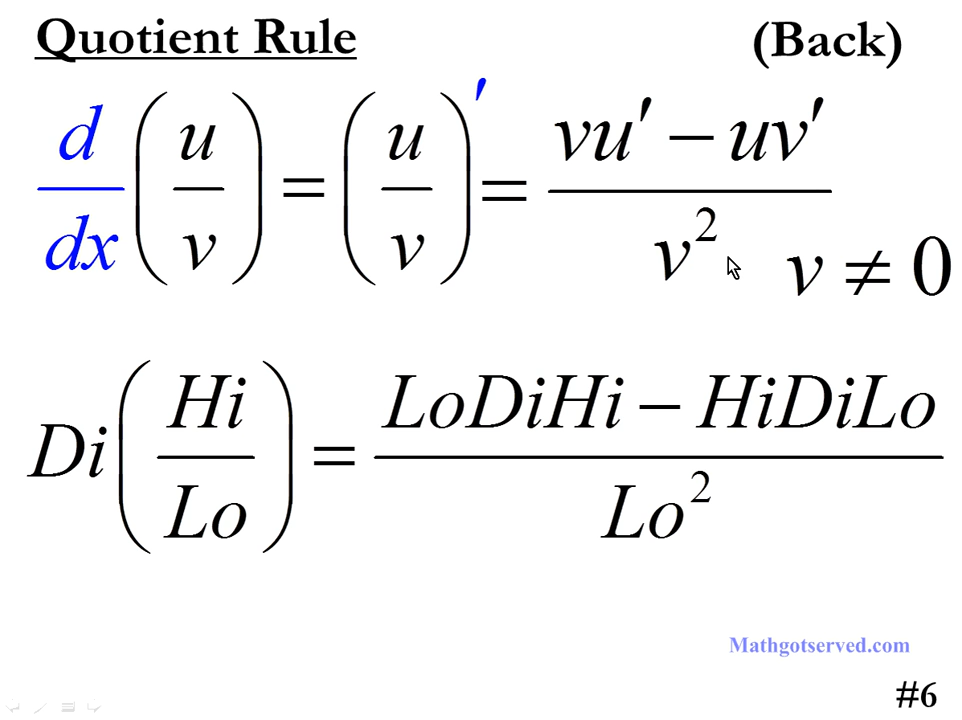 Quotient Rule (Back)
d/dx (u/v) = (u/v)′ = (vu′ − uv′)/v² v ≠ 0
Di(Hi/Lo) = (LoDiHi − HiDiLo)/Lo²
Mathgotserved.com
#6